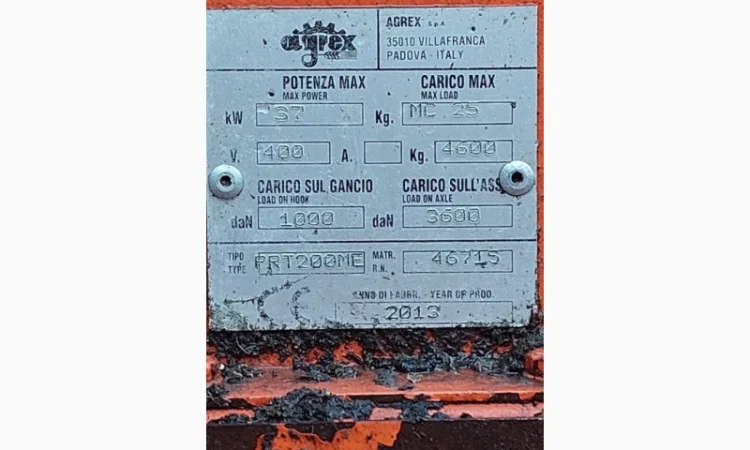 agrex
AGREX S.p.A.
35010 VILLAFRANCA
PADOVA - ITALY
POTENZA MAX
MAX POWER
CARICO MAX
MAX LOAD
kW 37 Kg. MC 25
V. 400 A. Kg. 4600
CARICO SUL GANCIO
LOAD ON HOOK
CARICO SULL'ASS
LOAD ON AXLE
daN 1000 daN 3600
TIPO
TYPE
PRT200ME
MATR.
R.N.
46715
CE
ANNO DI FABBR. - YEAR OF PROD.
2013